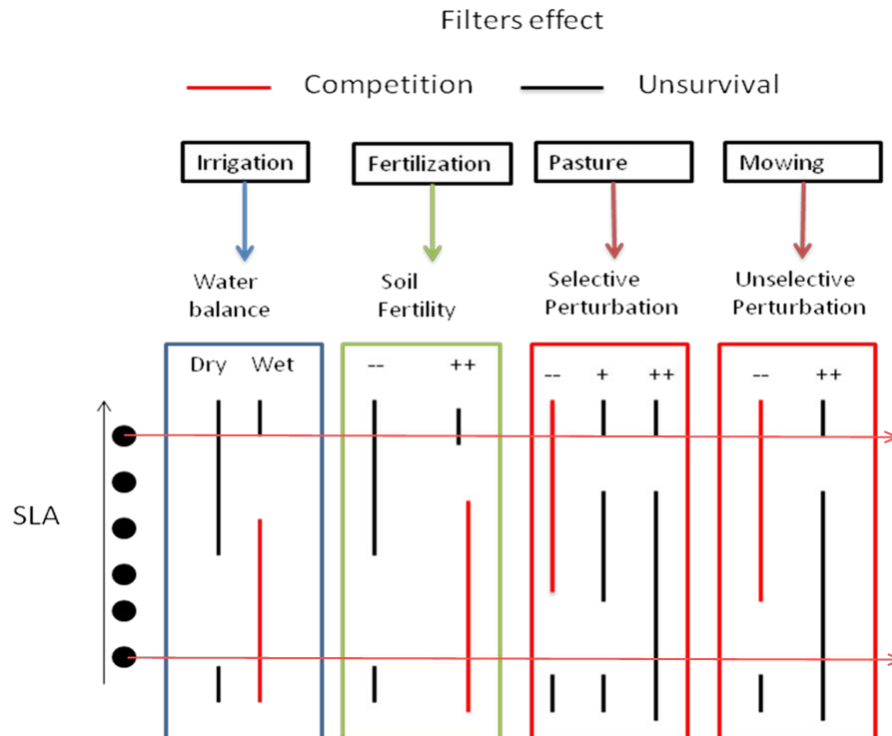 Filters effect
Competition Unsurvival
Irrigation Fertilization Pasture Mowing
Water Soil Selective Unselective
balance Fertility Perturbation Perturbation
Dry Wet -- ++ -- + ++ -- ++
SLA